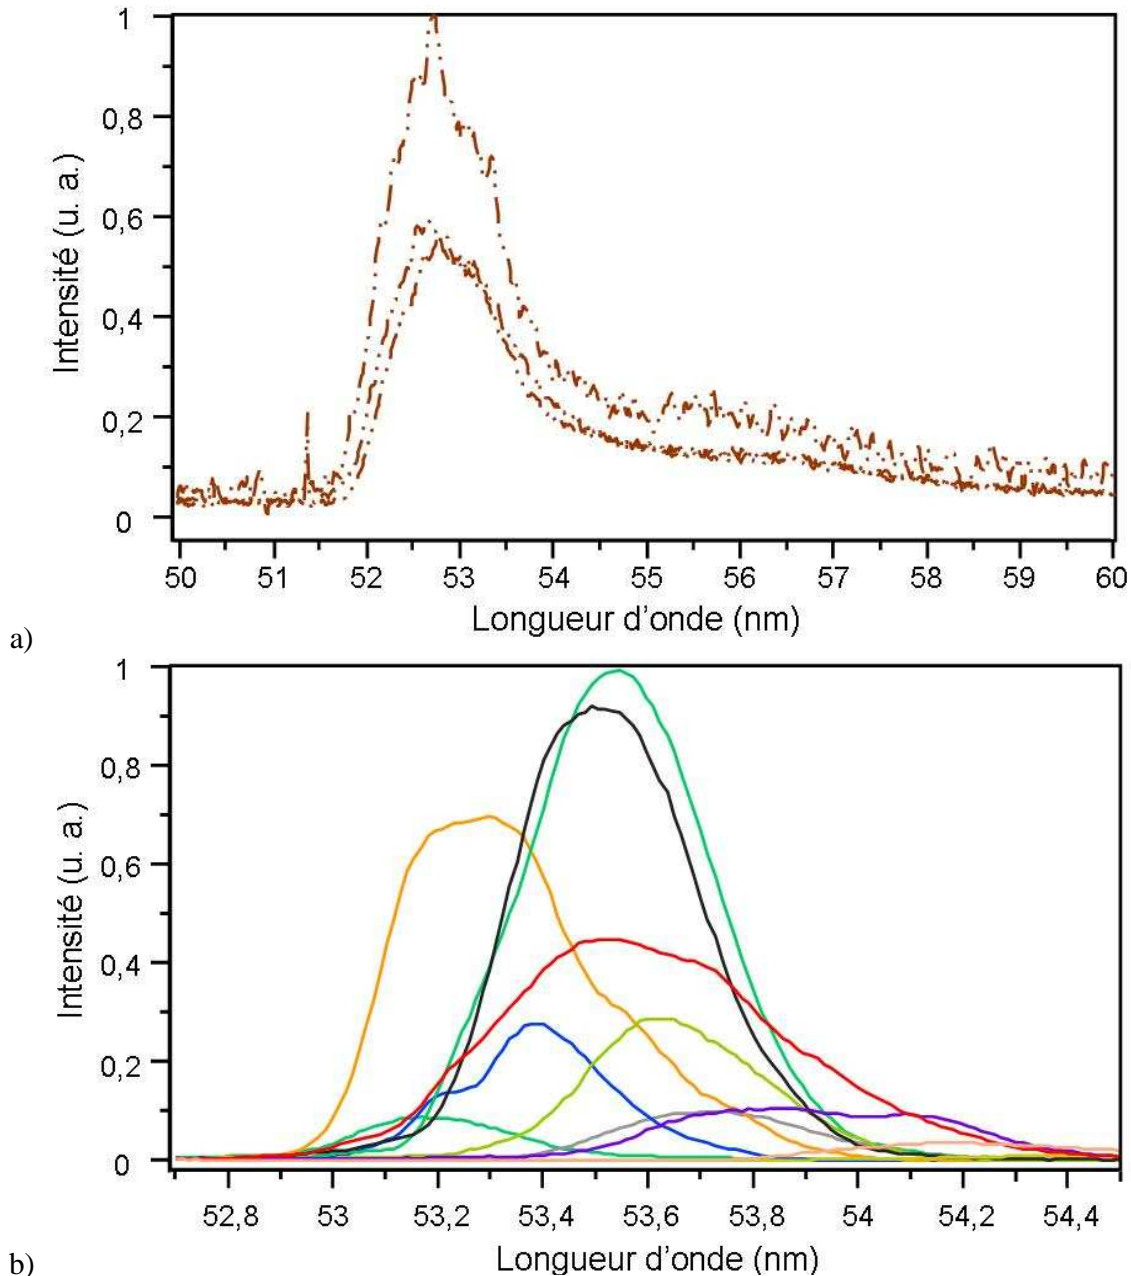 1
0,8
0,6
0,4
0,2
0
Intensité (u. a.)
50 51 52 53 54 55 56 57 58 59 60
Longueur d'onde (nm)
a)
1
0,8
0,6
0,4
0,2
0
Intensité (u. a.)
52,8 53 53,2 53,4 53,6 53,8 54 54,2 54,4
Longueur d'onde (nm)
b)